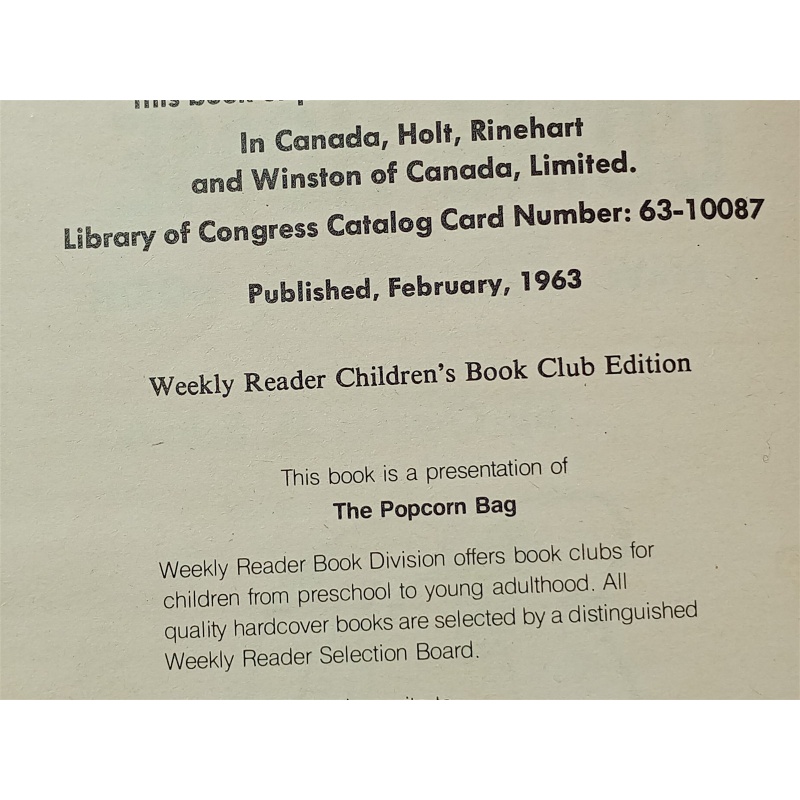 This book
In Canada, Holt, Rinehart
and Winston of Canada, Limited.
Library of Congress Catalog Card Number: 63-10087
Published, February, 1963
Weekly Reader Children's Book Club Edition
This book is a presentation of
The Popcorn Bag
Weekly Reader Book Division offers book clubs for
children from preschool to young adulthood. All
quality hardcover books are selected by a distinguished
Weekly Reader Selection Board.